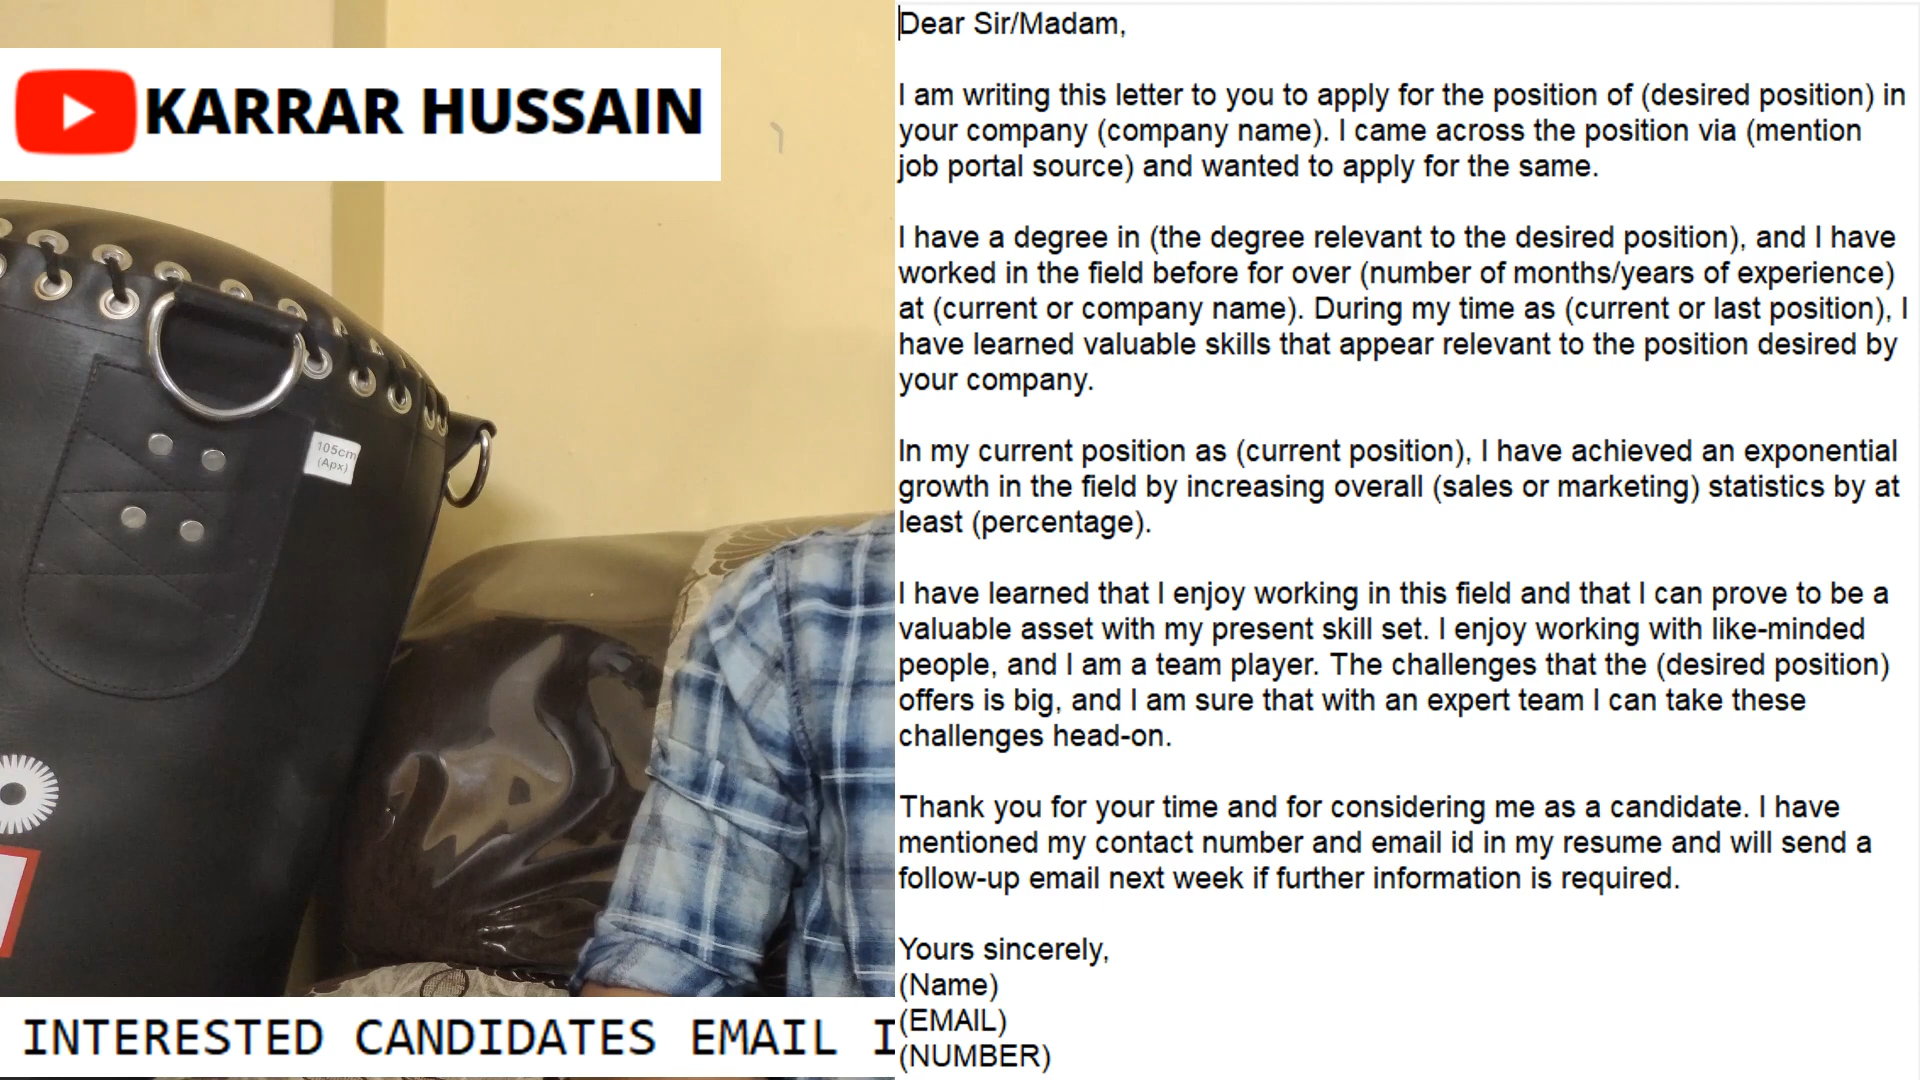 KARRAR HUSSAIN
105cm
(Apx)
INTERESTED CANDIDATES EMAIL
Dear Sir/Madam,
I am writing this letter to you to apply for the position of (desired position) in
your company (company name). I came across the position via (mention
job portal source) and wanted to apply for the same.
I have a degree in (the degree relevant to the desired position), and I have
worked in the field before for over (number of months/years of experience)
at (current or company name). During my time as (current or last position), I
have learned valuable skills that appear relevant to the position desired by
your company.
In my current position as (current position), I have achieved an exponential
growth in the field by increasing overall (sales or marketing) statistics by at
least (percentage).
I have learned that I enjoy working in this field and that I can prove to be a
valuable asset with my present skill set. I enjoy working with like-minded
people, and I am a team player. The challenges that the (desired position)
offers is big, and I am sure that with an expert team I can take these
challenges head-on.
Thank you for your time and for considering me as a candidate. I have
mentioned my contact number and email id in my resume and will send a
follow-up email next week if further information is required.
Yours sincerely,
(Name)
(EMAIL)
(NUMBER)